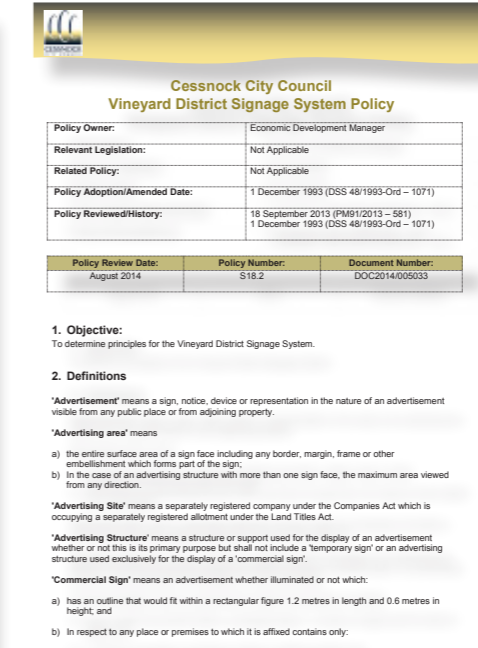 CESSNOCK
Cessnock City Council
Vineyard District Signage System Policy
Policy Owner: Economic Development Manager
Relevant Legislation: Not Applicable
Related Policy: Not Applicable
Policy Adoption/Amended Date: 1 December 1993 (DSS 48/1993-Ord – 1071)
Policy Reviewed/History: 18 September 2013 (PM91/2013 – 581)
1 December 1993 (DSS 48/1993-Ord – 1071)
Policy Review Date: Policy Number: Document Number:
August 2014 S18.2 DOC2014/005033
1. Objective:
To determine principles for the Vineyard District Signage System.
2. Definitions
'Advertisement' means a sign, notice, device or representation in the nature of an advertisement
visible from any public place or from adjoining property.
'Advertising area' means
a) the entire surface area of a sign face including any border, margin, frame or other
embellishment which forms part of the sign;
b) In the case of an advertising structure with more than one sign face, the maximum area viewed
from any direction.
'Advertising Site' means a separately registered company under the Companies Act which is
occupying a separately registered allotment under the Land Titles Act.
'Advertising Structure' means a structure or support used for the display of an advertisement
whether or not this is its primary purpose but shall not include a 'temporary sign' or an advertising
structure used exclusively for the display of a 'commercial sign'.
'Commercial Sign' means an advertisement whether illuminated or not which:
a) has an outline that would fit within a rectangular figure 1.2 metres in length and 0.6 metres in
height; and
b) In respect to any place or premises to which it is affixed contains only: